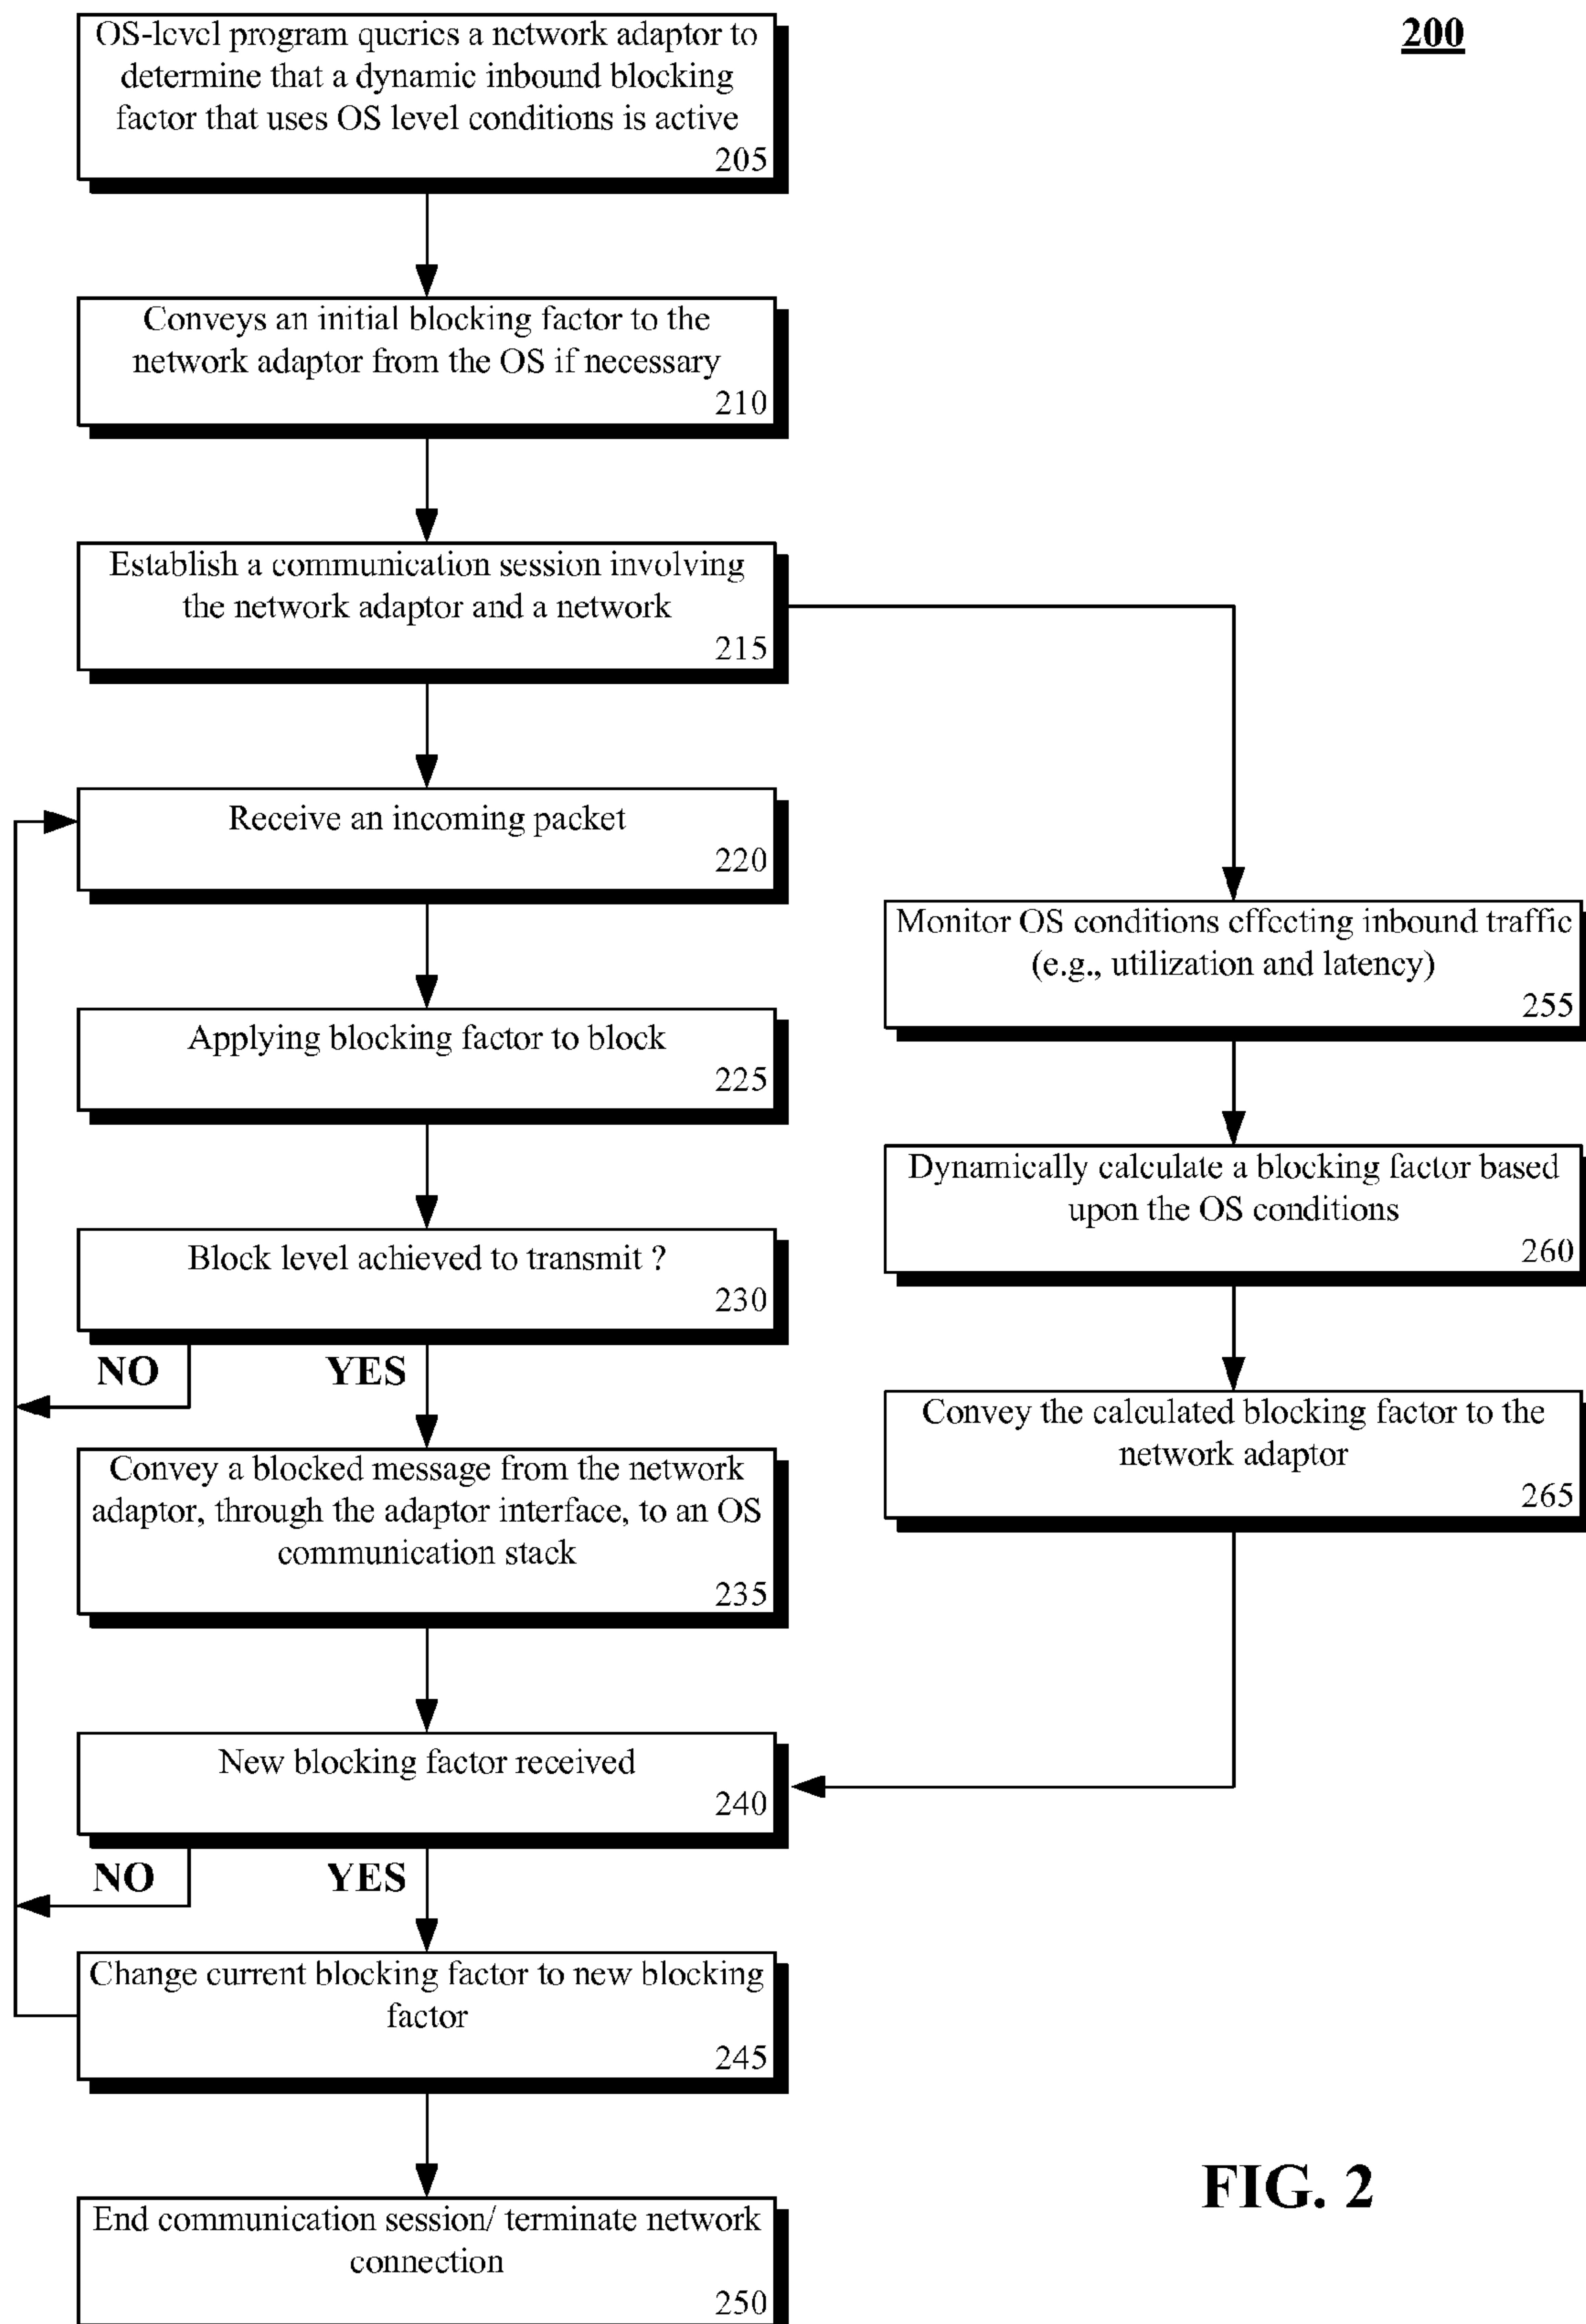 200
OS-level program queries a network adaptor to
determine that a dynamic inbound blocking
factor that uses OS level conditions is active
205
Conveys an initial blocking factor to the
network adaptor from the OS if necessary
210
Establish a communication session involving
the network adaptor and a network
215
Receive an incoming packet
220
Applying blocking factor to block
225
Block level achieved to transmit ?
230
NO
YES
Convey a blocked message from the network
adaptor, through the adaptor interface, to an OS
communication stack
235
New blocking factor received
240
NO
YES
Change current blocking factor to new blocking
factor
245
End communication session/ terminate network
connection
250
Monitor OS conditions effecting inbound traffic
(e.g., utilization and latency)
255
Dynamically calculate a blocking factor based
upon the OS conditions
260
Convey the calculated blocking factor to the
network adaptor
265
FIG. 2